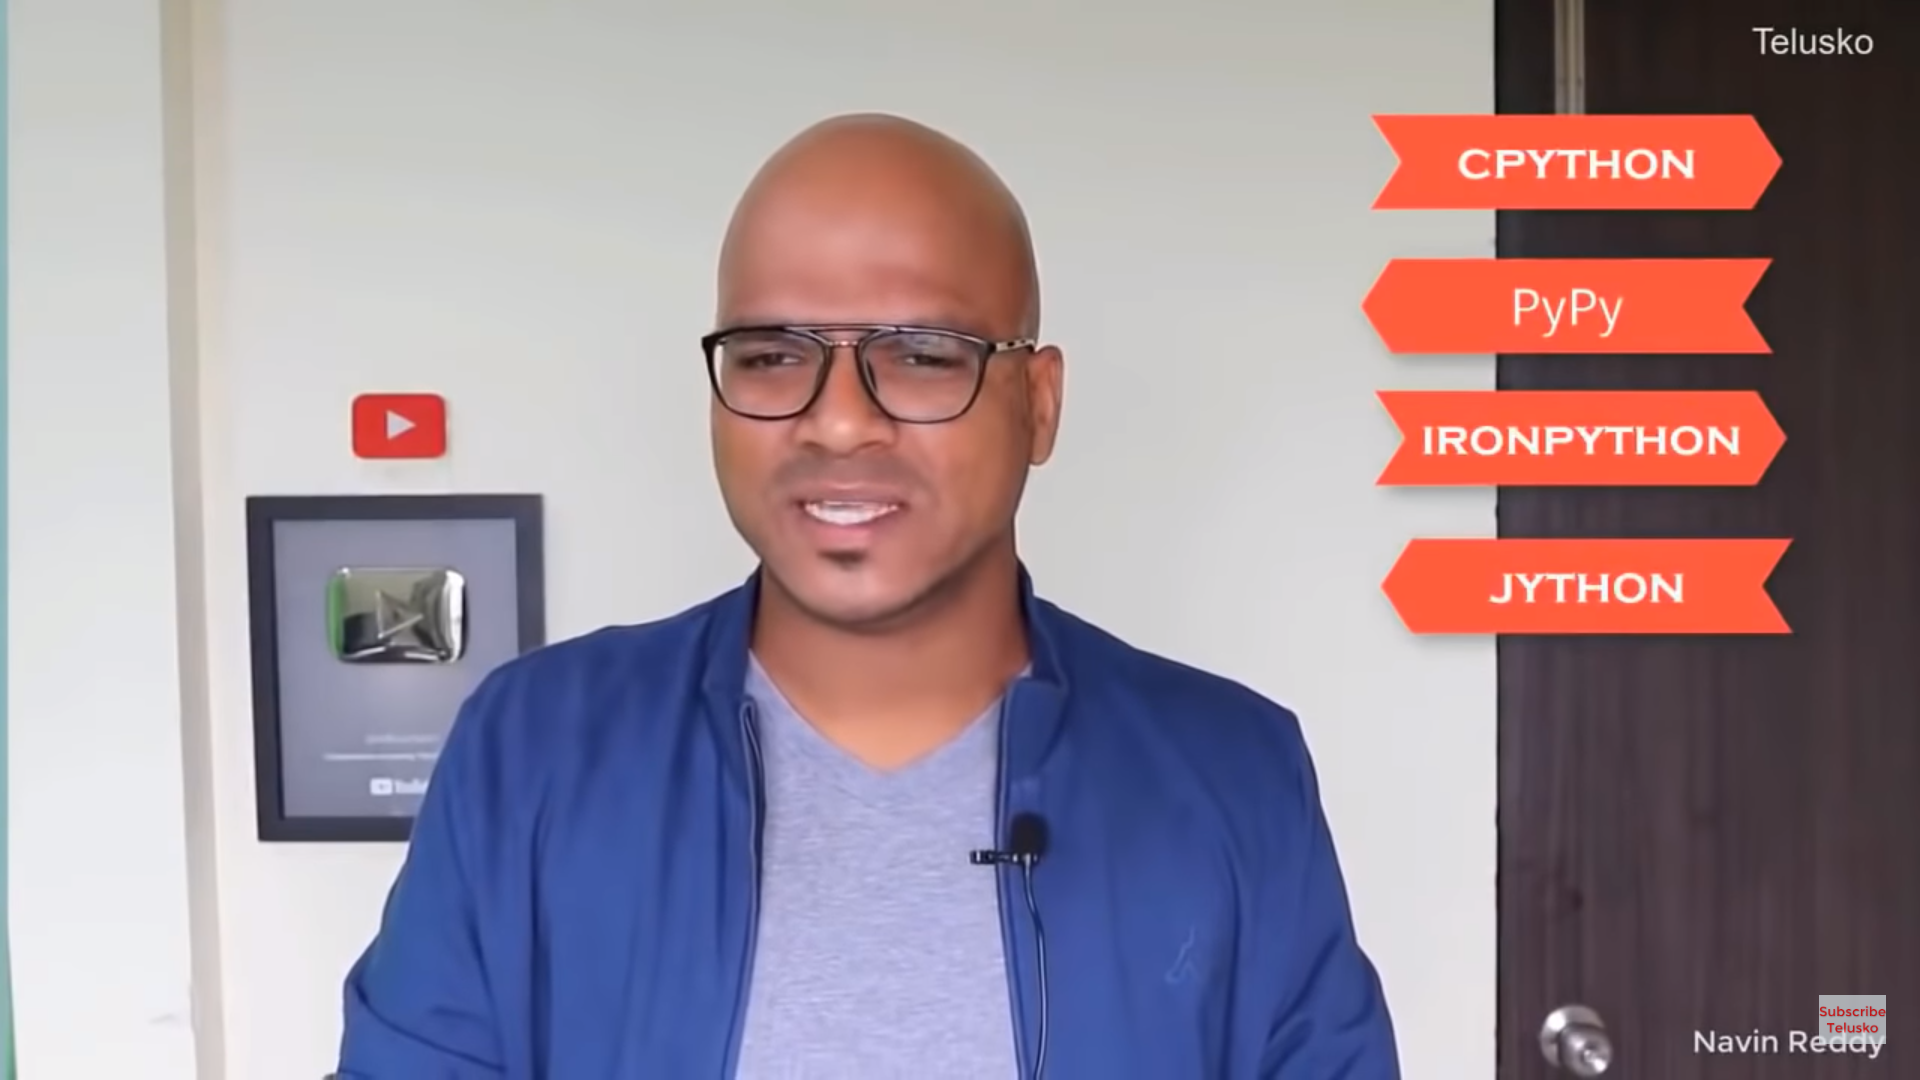 Telusko
CPYTHON
PyPy
IRONPYTHON
JYTHON
Subscribe
Telusko
Navin Reddy